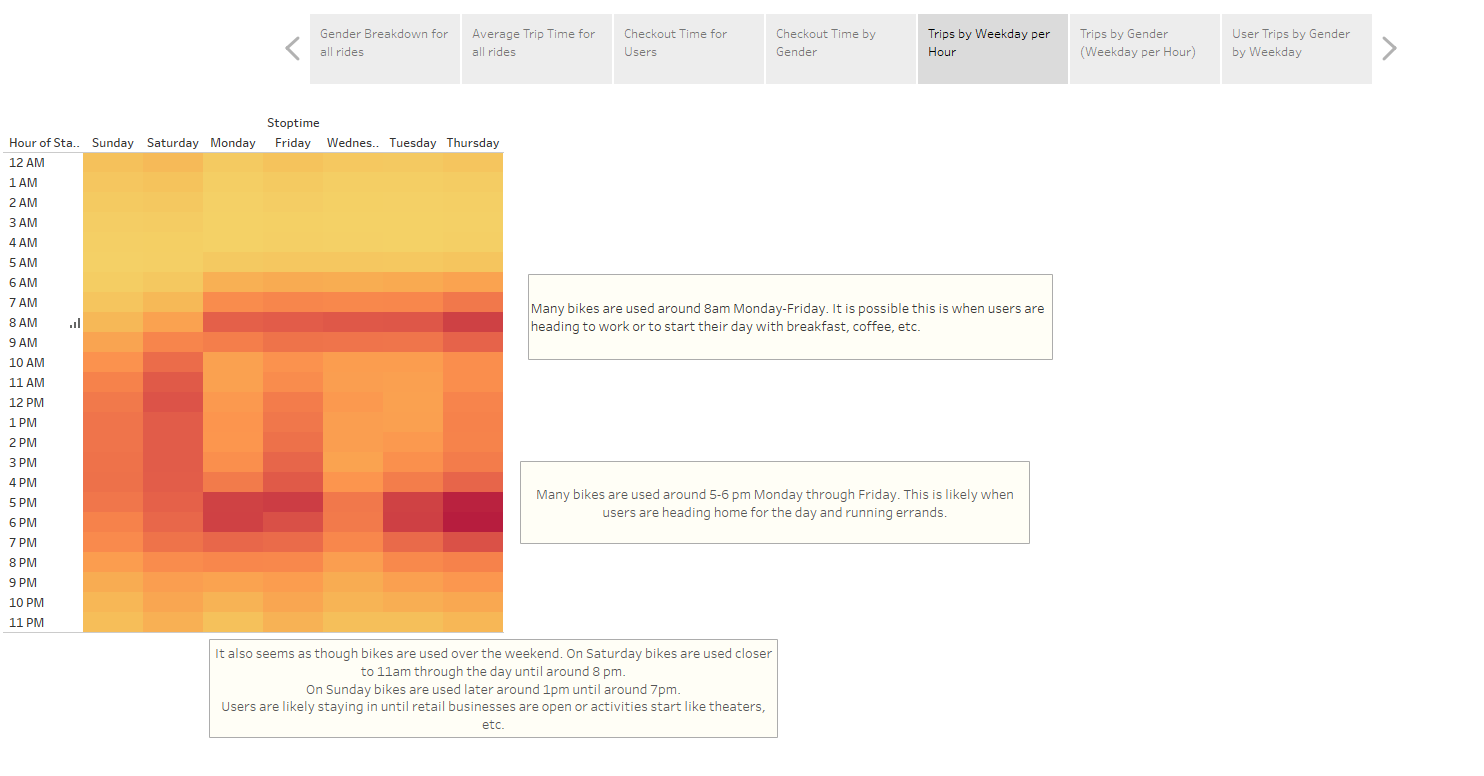 Gender Breakdown for
all rides
Average Trip Time for
all rides
Checkout Time for
Users
Checkout Time by
Gender
Trips by Weekday per
Hour
Trips by Gender
(Weekday per Hour)
User Trips by Gender
by Weekday
Stoptime
Hour of Sta.. Sunday Saturday Monday Friday Wednes.. Tuesday Thursday
12 AM
1 AM
2 AM
3 AM
4 AM
5 AM
6 AM
7 AM
8 AM
9 AM
10 AM
11 AM
12 PM
1 PM
2 PM
3 PM
4 PM
5 PM
6 PM
7 PM
8 PM
9 PM
10 PM
11 PM
Many bikes are used around 8am Monday-Friday. It is possible this is when users are
heading to work or to start their day with breakfast, coffee, etc.
Many bikes are used around 5-6 pm Monday through Friday. This is likely when
users are heading home for the day and running errands.
It also seems as though bikes are used over the weekend. On Saturday bikes are used closer
to 11am through the day until around 8 pm.
On Sunday bikes are used later around 1pm until around 7pm.
Users are likely staying in until retail businesses are open or activities start like theaters,
etc.